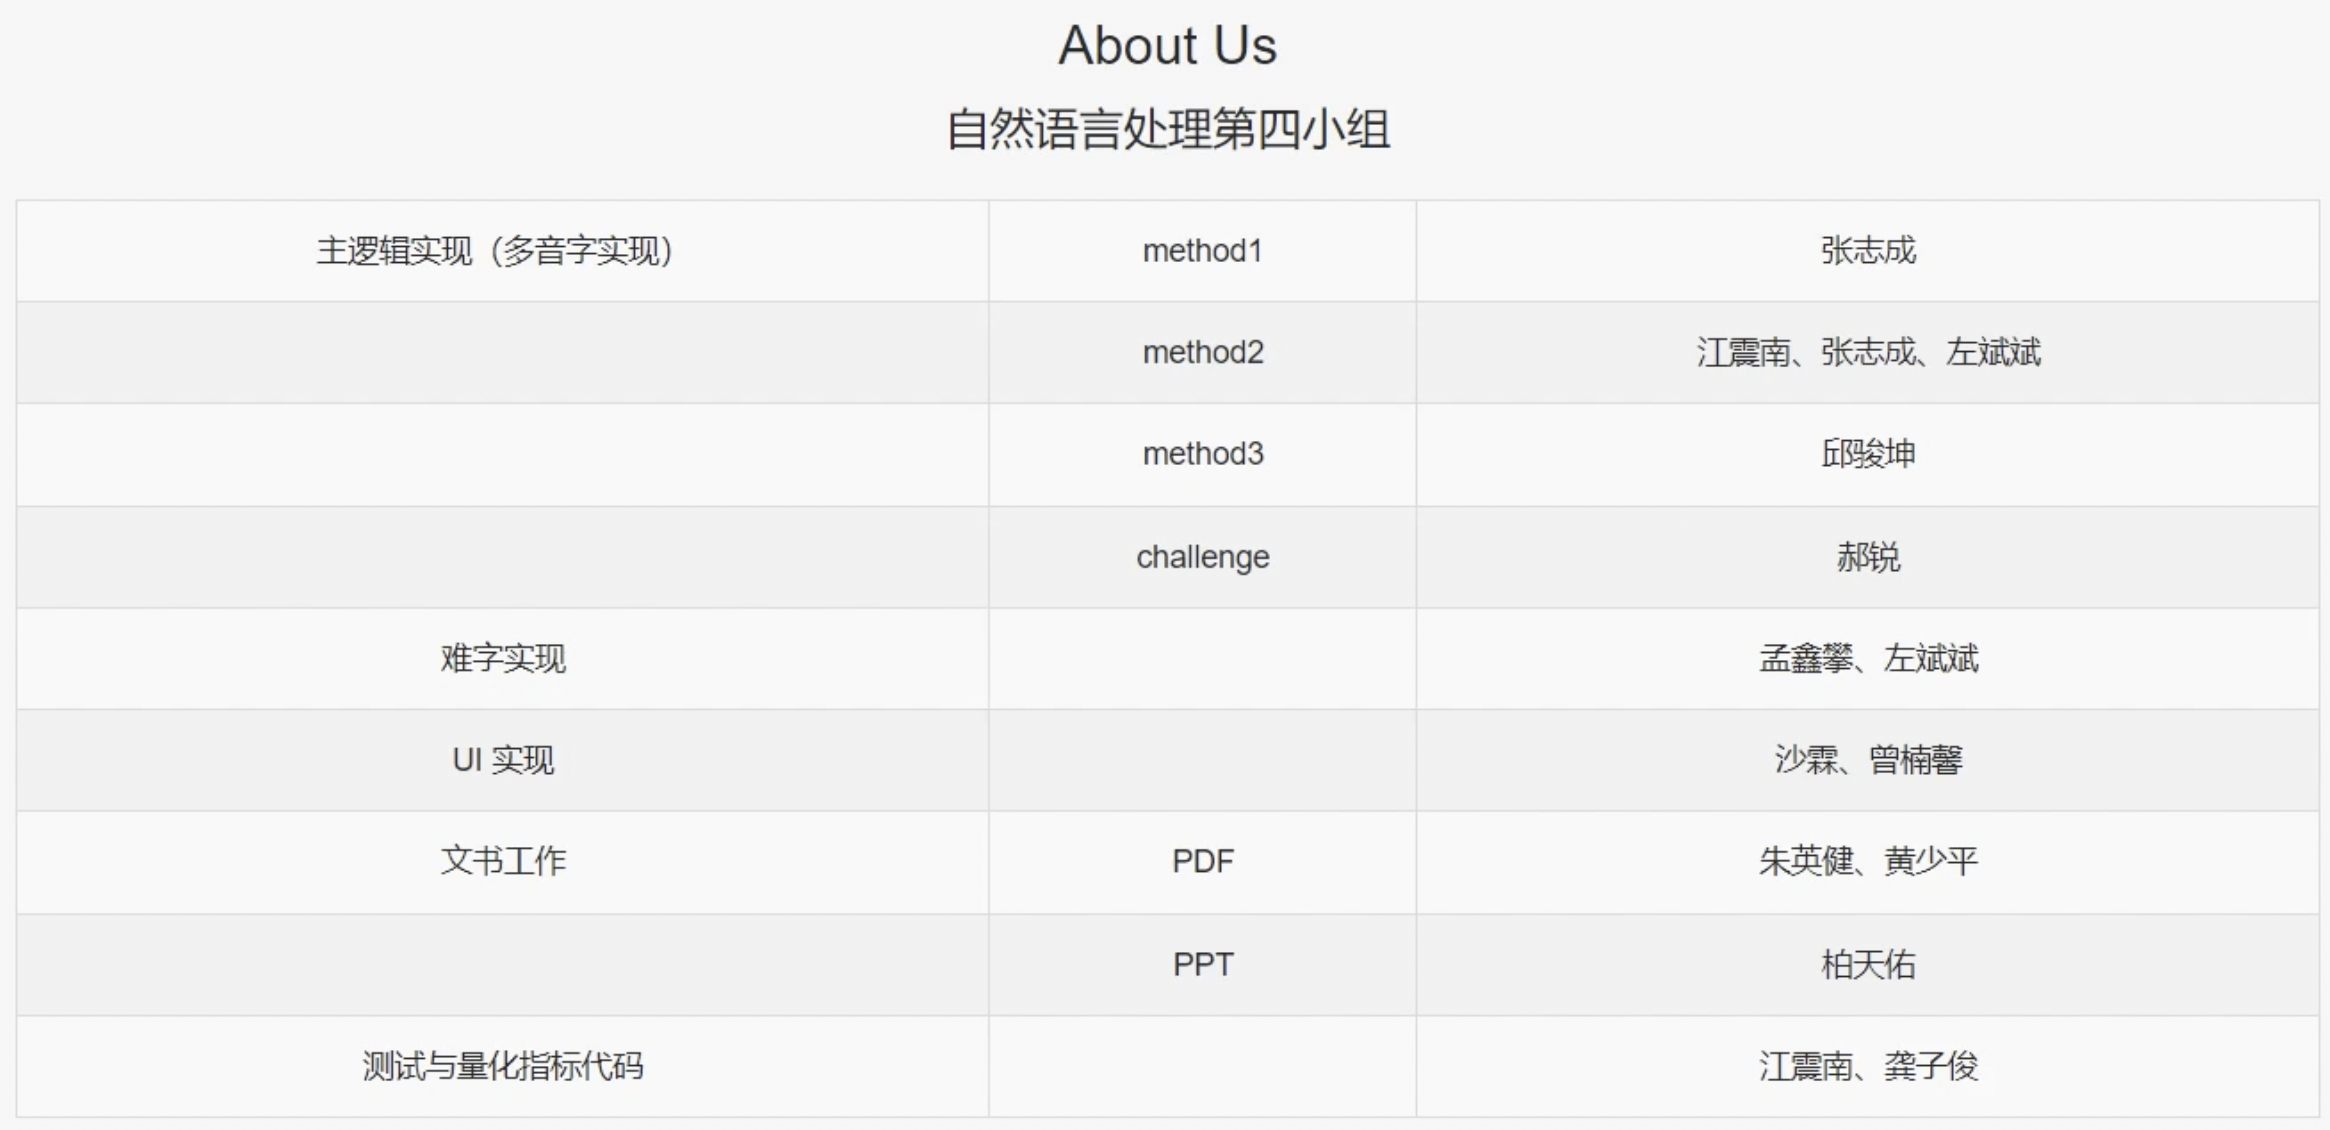 About Us
自然语言处理第四小组
主逻辑实现（多音字实现） method1 张志成
method2 江震南、张志成、左斌斌
method3 邱骏坤
challenge 郝锐
难字实现 孟鑫攀、左斌斌
UI 实现 沙霖、曾楠馨
文书工作 PDF 朱英健、黄少平
PPT 柏天佑
测试与量化指标代码 江震南、龚子俊